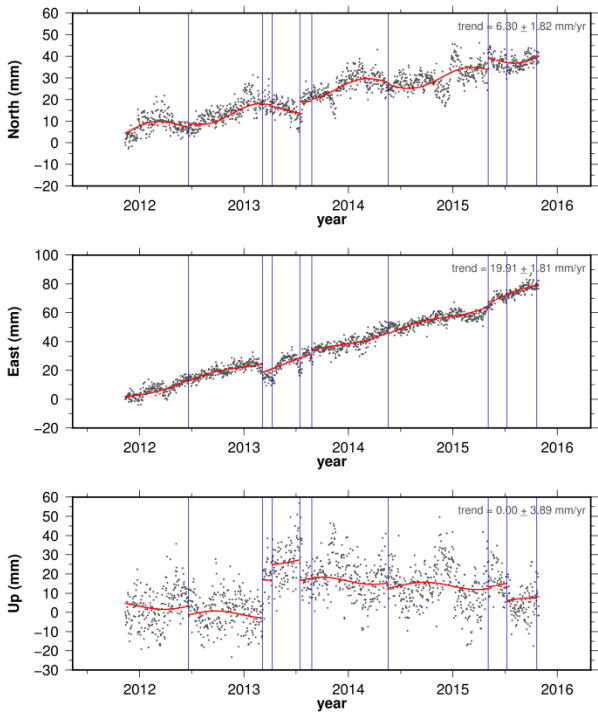 60
50
40
30
20
10
0
−10
−20
North (mm)
trend = 6.30 ± 1.82 mm/yr
2012 2013 2014 2015 2016
year
100
80
60
40
20
0
−20
East (mm)
trend = 19.91 ± 1.81 mm/yr
2012 2013 2014 2015 2016
year
60
50
40
30
20
10
0
−10
−20
−30
Up (mm)
trend = 0.00 ± 3.89 mm/yr
2012 2013 2014 2015 2016
year